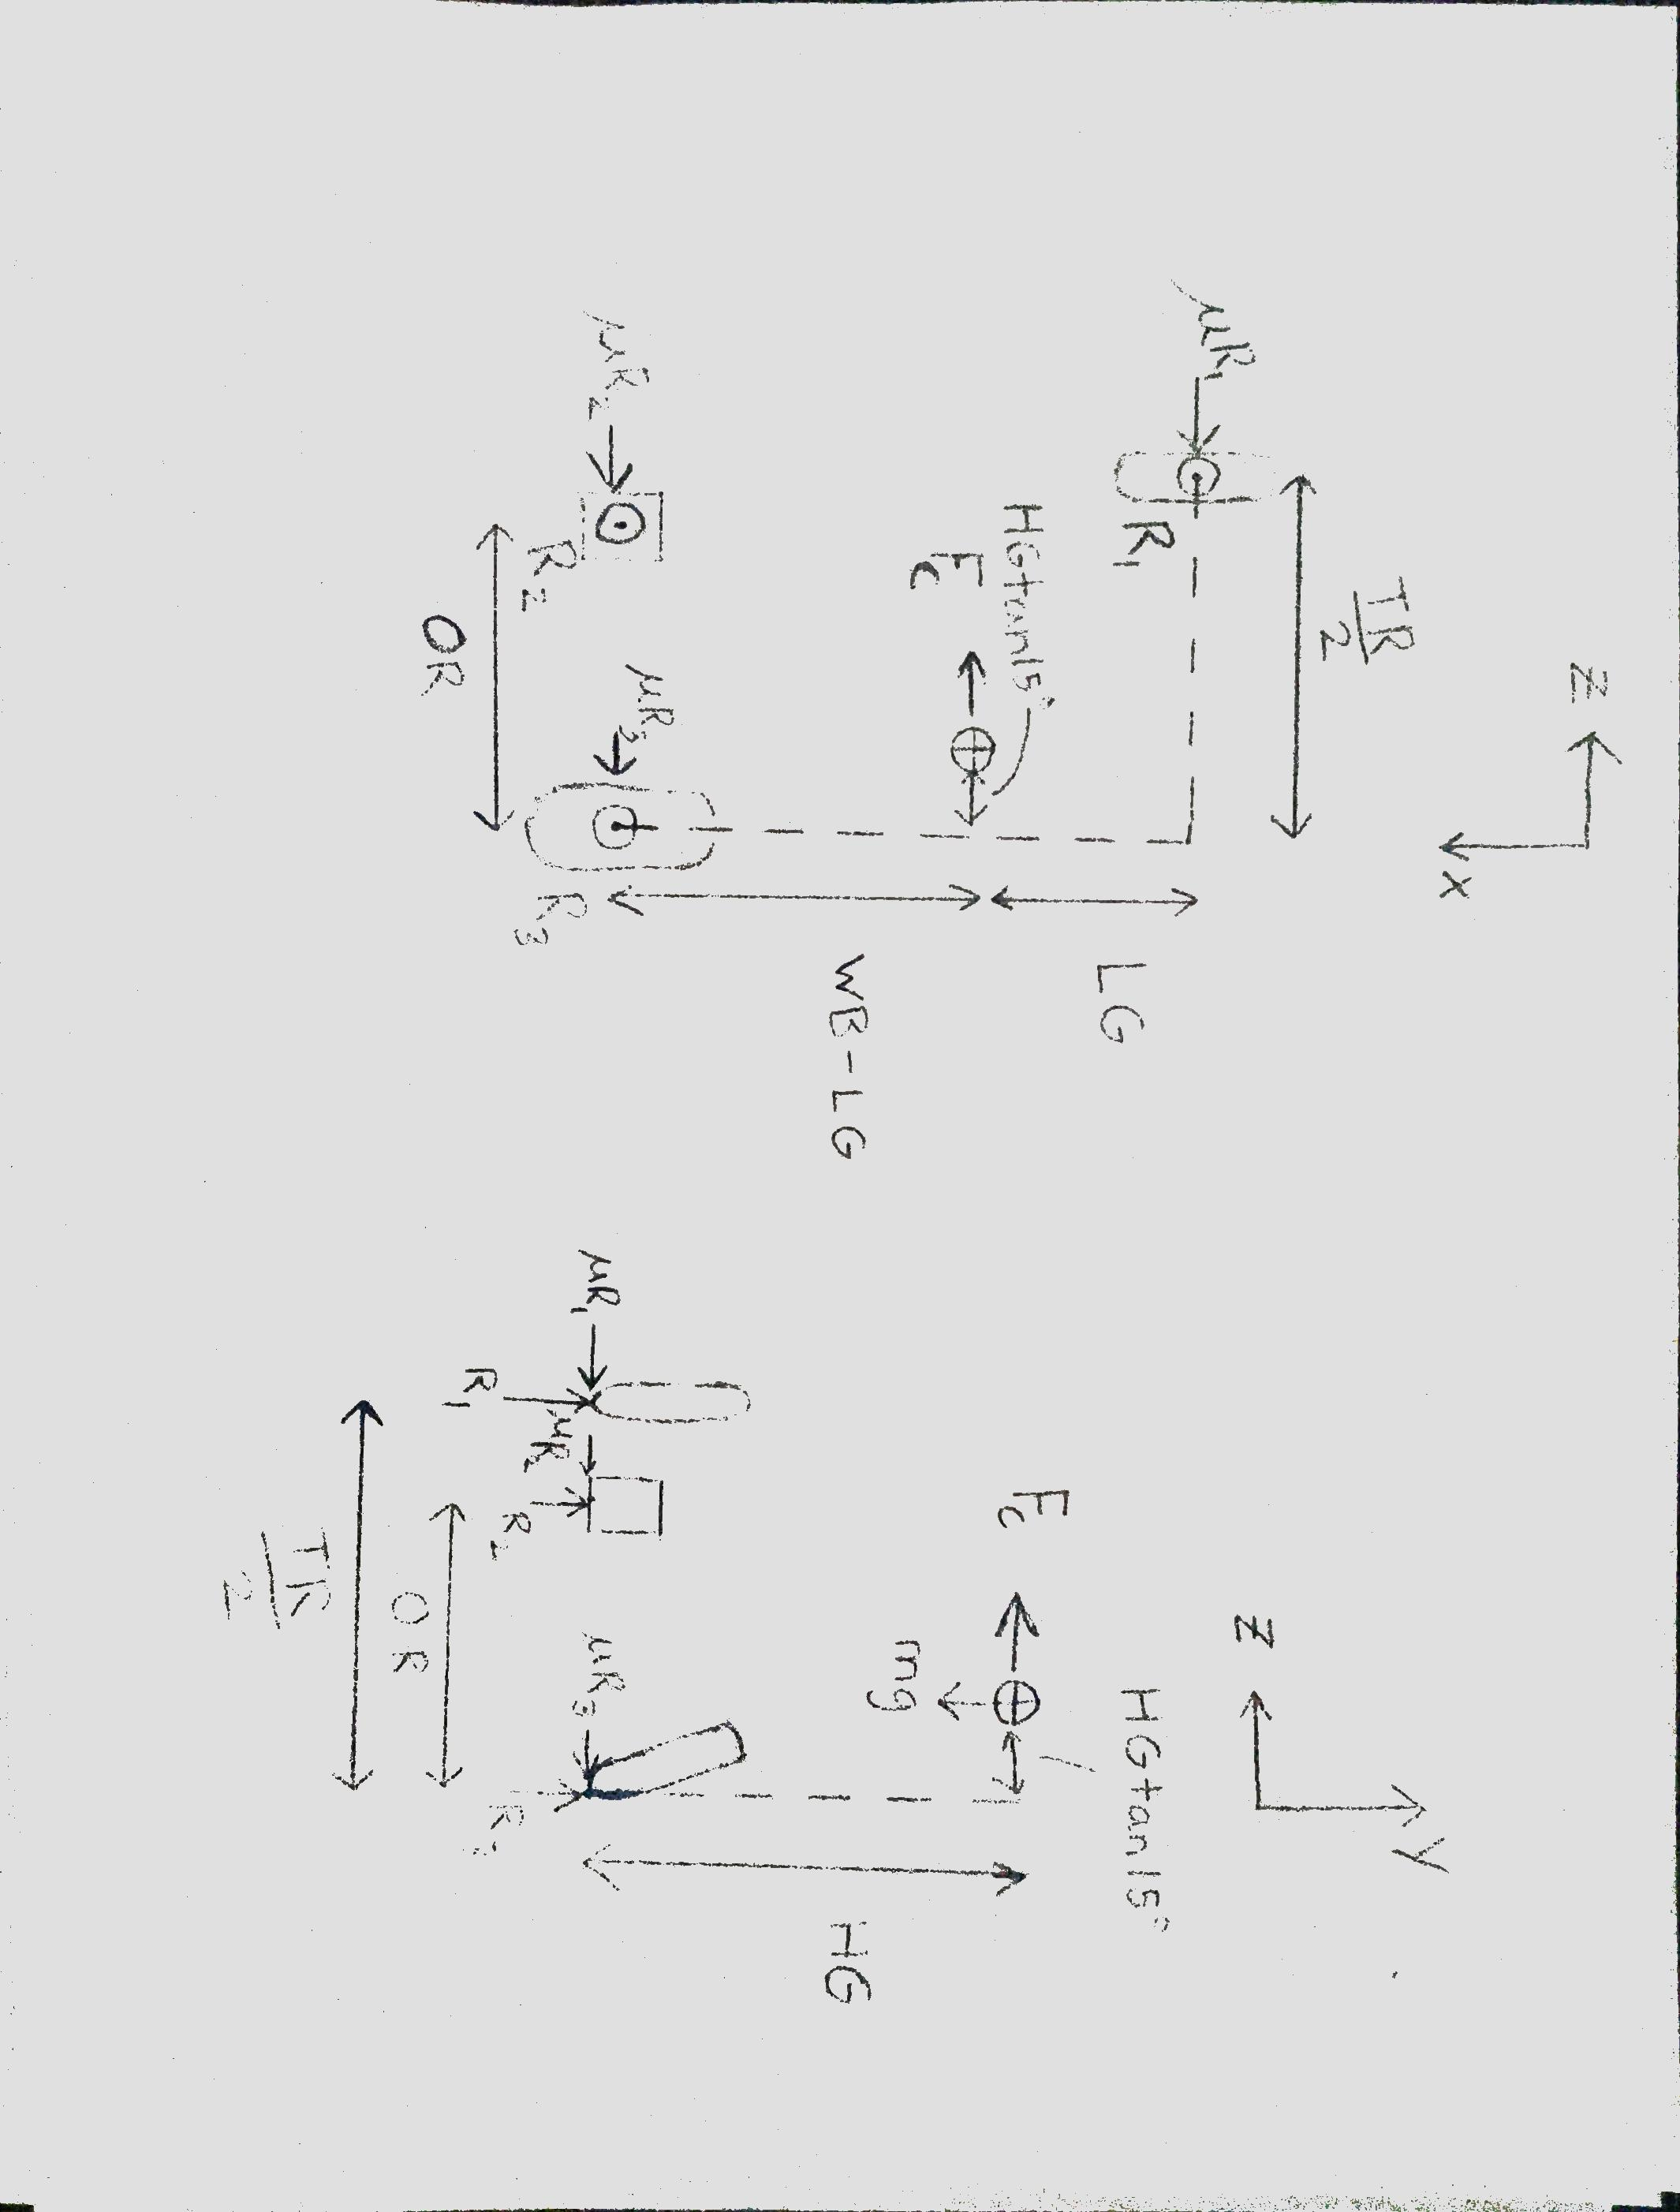 Z
X
TR
2
μR₁
R₁
HGtan15°
Fc
LG
WB-LG
μR₂
R₂
μR₃
R₃
OR
Z
Y
HGtan15°
Fc
mg
HG
μR₁
R₁
μR₂
R₂
μR₃
OR
TR
2